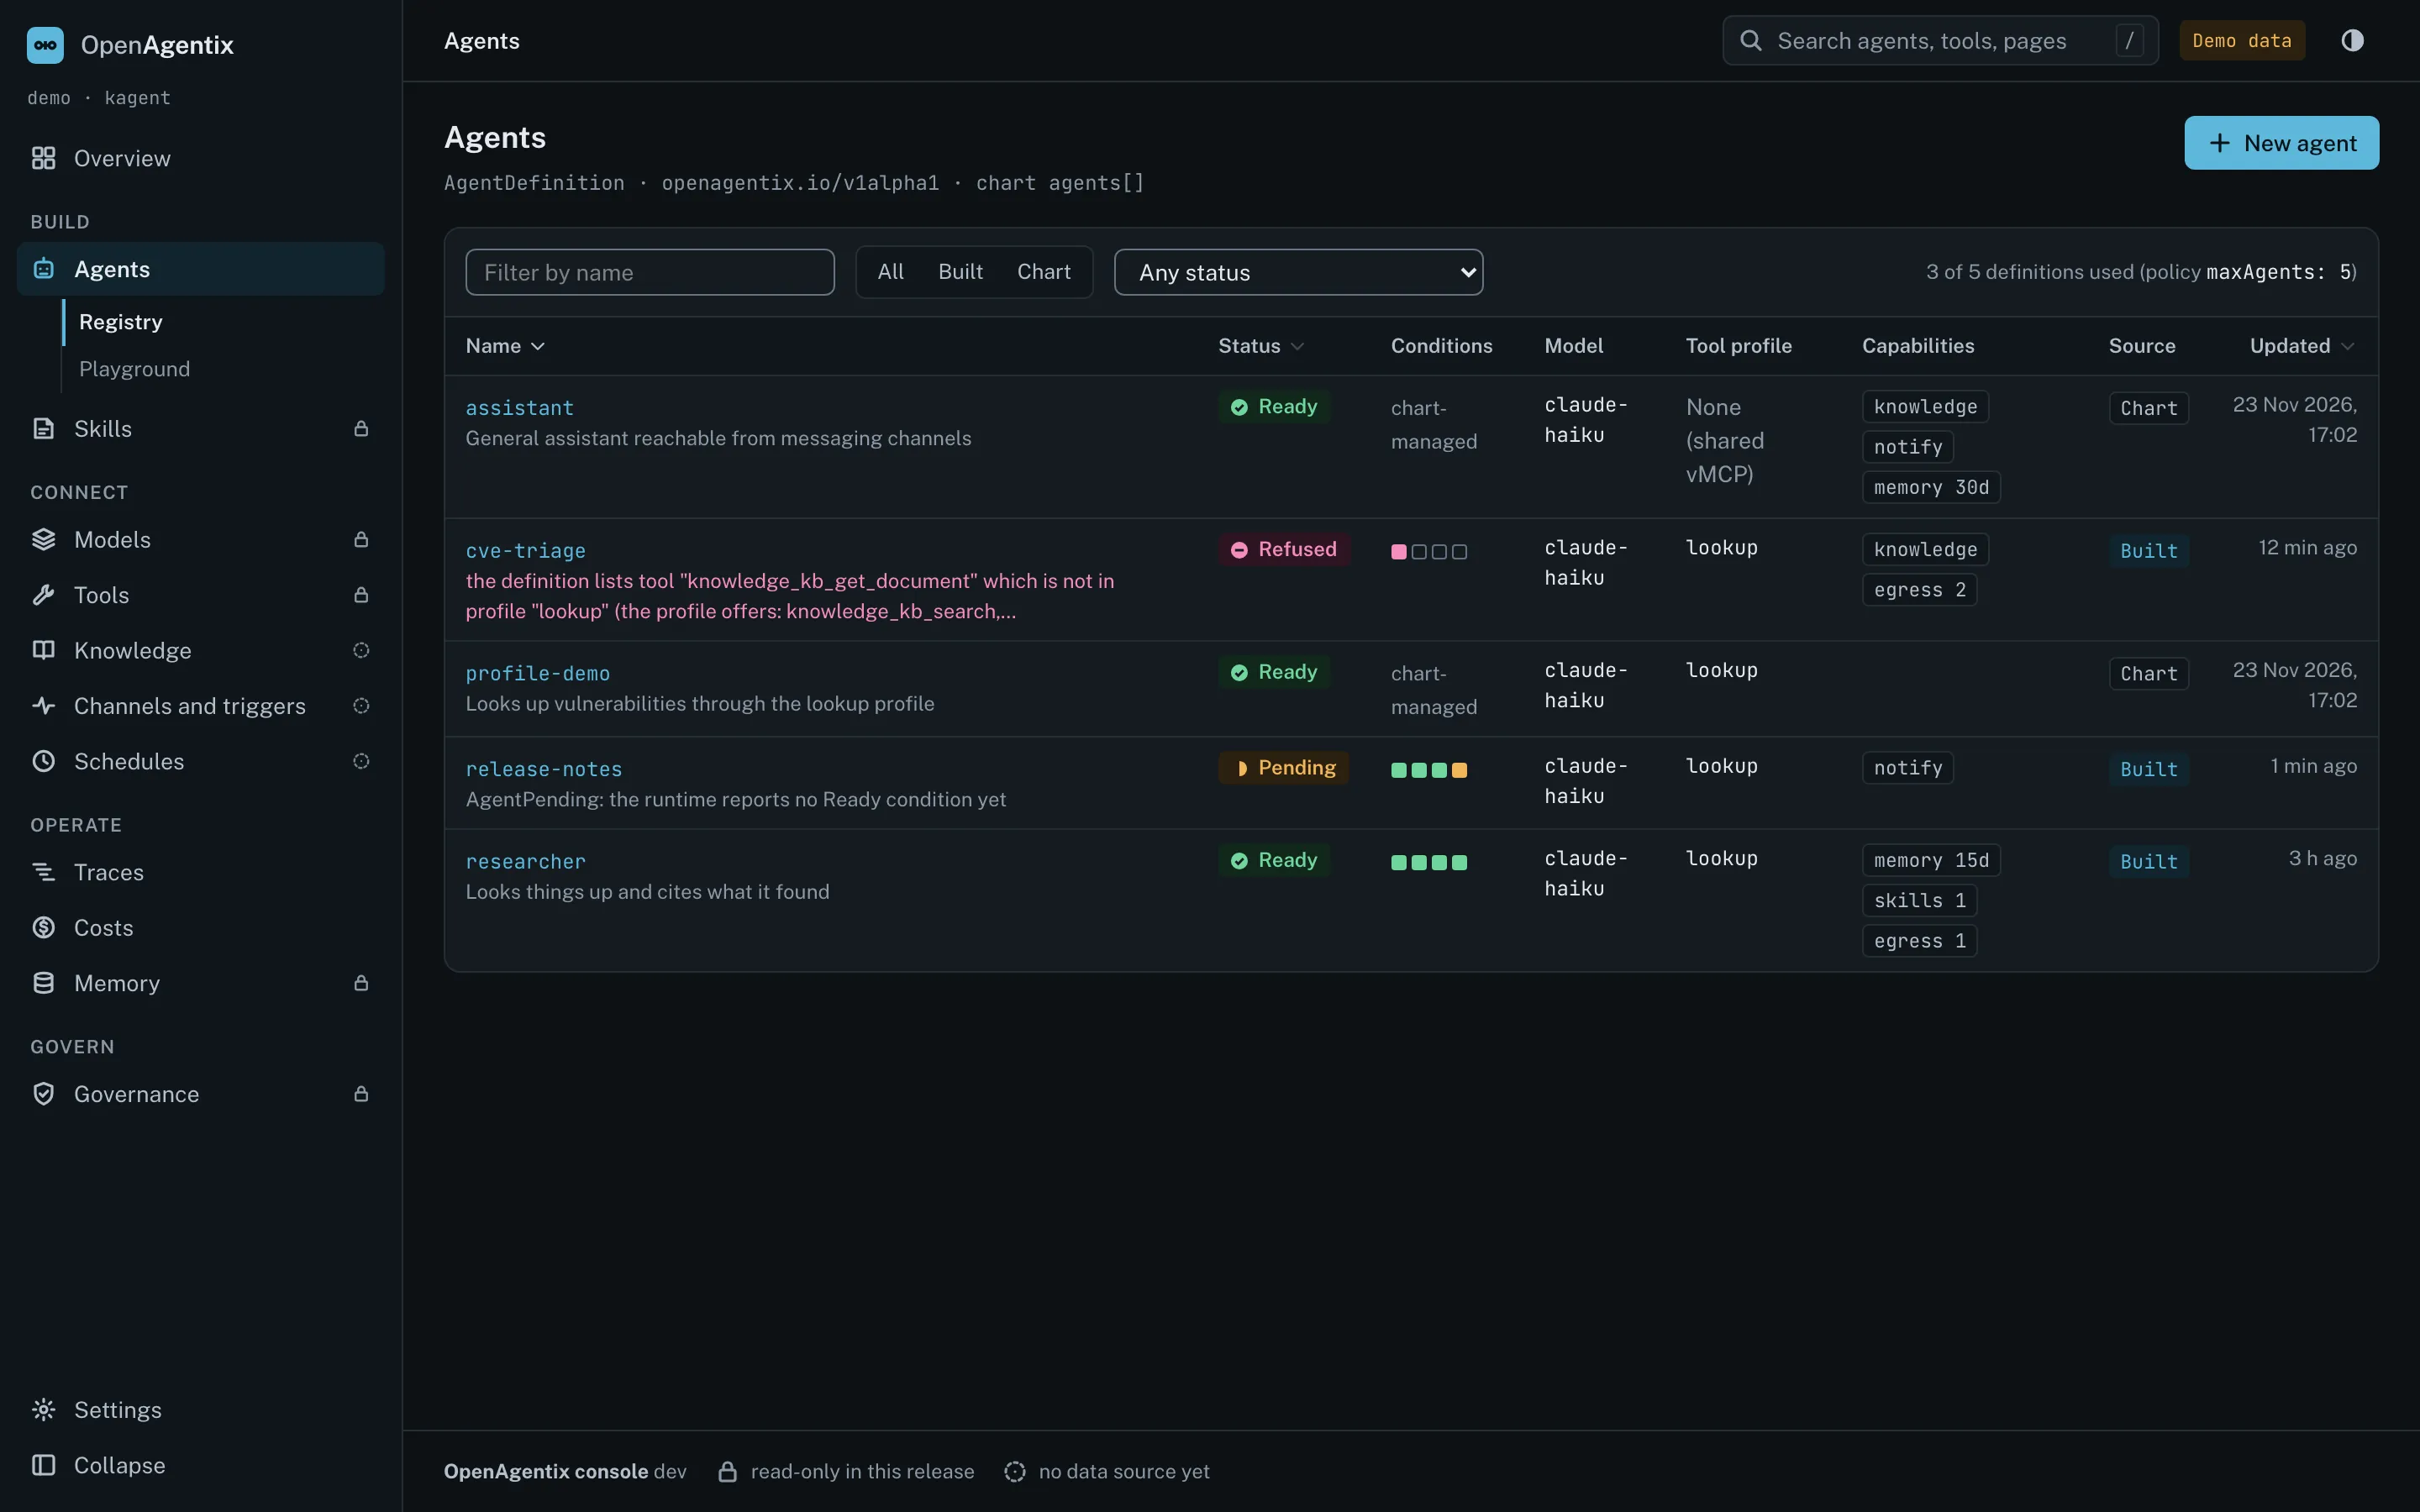 OpenAgentix
demo · kagent
Overview
BUILD
Agents
Registry
Playground
Skills
CONNECT
Models
Tools
Knowledge
Channels and triggers
Schedules
OPERATE
Traces
Costs
Memory
GOVERN
Governance
Settings
Collapse
Agents
Search agents, tools, pages /
Demo data
Agents
AgentDefinition · openagentix.io/v1alpha1 · chart agents[]
+ New agent
Filter by name
All Built Chart
Any status
3 of 5 definitions used (policy maxAgents: 5)
Name Status Conditions Model Tool profile Capabilities Source Updated
assistant
General assistant reachable from messaging channels
Ready
chart-
managed
claude-
haiku
None
(shared
vMCP)
knowledge
notify
memory 30d
Chart
23 Nov 2026,
17:02
cve-triage
the definition lists tool "knowledge_kb_get_document" which is not in
profile "lookup" (the profile offers: knowledge_kb_search,...
Refused
claude-
haiku
lookup
knowledge
egress 2
Built
12 min ago
profile-demo
Looks up vulnerabilities through the lookup profile
Ready
chart-
managed
claude-
haiku
lookup
Chart
23 Nov 2026,
17:02
release-notes
AgentPending: the runtime reports no Ready condition yet
Pending
claude-
haiku
lookup
notify
Built
1 min ago
researcher
Looks things up and cites what it found
Ready
claude-
haiku
lookup
memory 15d
skills 1
egress 1
Built
3 h ago
OpenAgentix console dev
read-only in this release
no data source yet